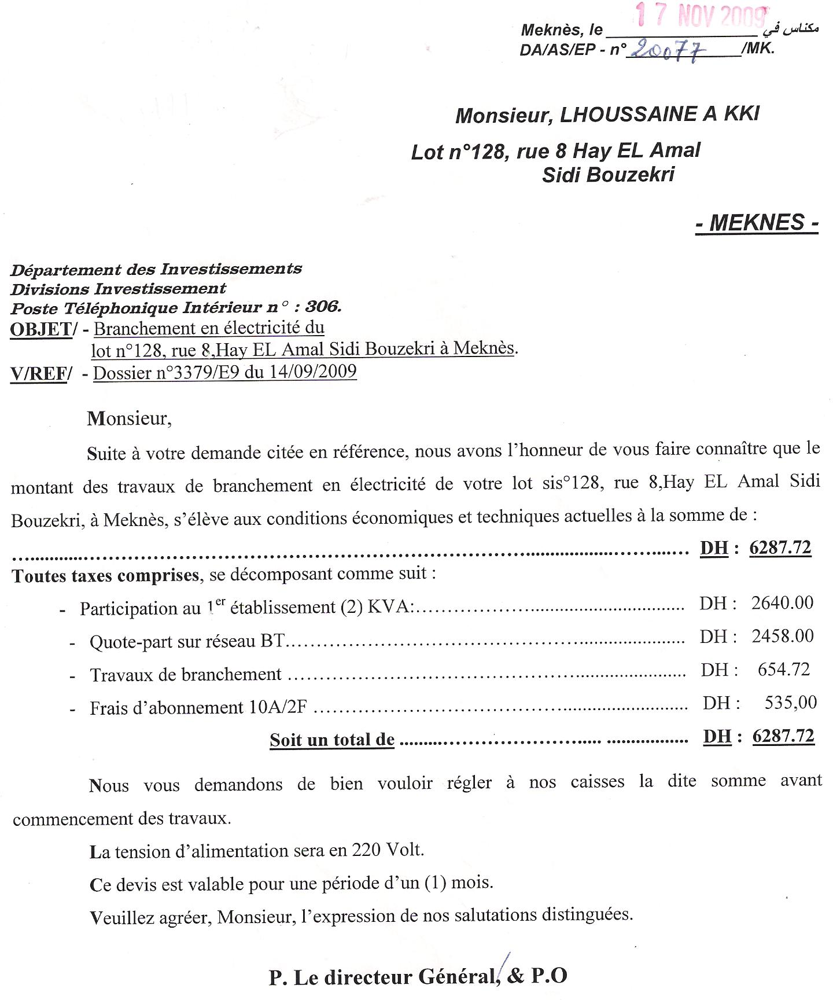 17 NOV 2009
Meknès, le مكناس في
DA/AS/EP - n° 20077 /MK.
Monsieur, LHOUSSAINE A KKI
Lot n°128, rue 8 Hay EL Amal
Sidi Bouzekri
- MEKNES -
Département des Investissements
Divisions Investissement
Poste Téléphonique Intérieur n° : 306.
OBJET/ - Branchement en électricité du
lot n°128, rue 8,Hay EL Amal Sidi Bouzekri à Meknès.
V/REF/ - Dossier n°3379/E9 du 14/09/2009
Monsieur,
Suite à votre demande citée en référence, nous avons l’honneur de vous faire connaître que le
montant des travaux de branchement en électricité de votre lot sis°128, rue 8,Hay EL Amal Sidi
Bouzekri, à Meknès, s’élève aux conditions économiques et techniques actuelles à la somme de :
........................................................................ DH : 6287.72
Toutes taxes comprises, se décomposant comme suit :
- Participation au 1er établissement (2) KVA:........................................ DH : 2640.00
- Quote-part sur réseau BT........................................ DH : 2458.00
- Travaux de branchement ........................................ DH : 654.72
- Frais d’abonnement 10A/2F ........................................ DH : 535,00
Soit un total de ........................................ DH : 6287.72
Nous vous demandons de bien vouloir régler à nos caisses la dite somme avant
commencement des travaux.
La tension d’alimentation sera en 220 Volt.
Ce devis est valable pour une période d’un (1) mois.
Veuillez agréer, Monsieur, l’expression de nos salutations distinguées.
P. Le directeur Général, & P.O